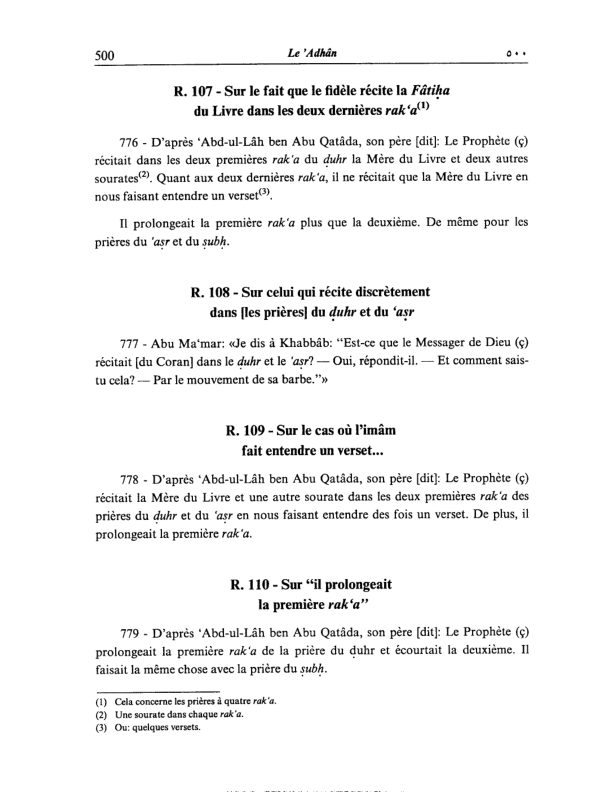 500 Le ’Adhân ٥٠٠
R. 107 - Sur le fait que le fidèle récite la Fâtiḥa
du Livre dans les deux dernières rak‘a(1)
776 - D'après ‘Abd-ul-Lâh ben Abu Qatâda, son père [dit]: Le Prophète (ç)
récitait dans les deux premières rak‘a du ḍuhr la Mère du Livre et deux autres
sourates(2). Quant aux deux dernières rak‘a, il ne récitait que la Mère du Livre en
nous faisant entendre un verset(3).
Il prolongeait la première rak‘a plus que la deuxième. De même pour les
prières du ‘aṣr et du ṣubḥ.
R. 108 - Sur celui qui récite discrètement
dans [les prières] du ḍuhr et du ‘aṣr
777 - Abu Ma‘mar: «Je dis à Khabbâb: “Est-ce que le Messager de Dieu (ç)
récitait [du Coran] dans le ḍuhr et le ‘aṣr? — Oui, répondit-il. — Et comment sais-
tu cela? — Par le mouvement de sa barbe.”»
R. 109 - Sur le cas où l'imâm
fait entendre un verset...
778 - D'après ‘Abd-ul-Lâh ben Abu Qatâda, son père [dit]: Le Prophète (ç)
récitait la Mère du Livre et une autre sourate dans les deux premières rak‘a des
prières du ḍuhr et du ‘aṣr en nous faisant entendre des fois un verset. De plus, il
prolongeait la première rak‘a.
R. 110 - Sur “il prolongeait
la première rak‘a”
779 - D'après ‘Abd-ul-Lâh ben Abu Qatâda, son père [dit]: Le Prophète (ç)
prolongeait la première rak‘a de la prière du ḍuhr et écourtait la deuxième. Il
faisait la même chose avec la prière du ṣubḥ.
(1) Cela concerne les prières à quatre rak‘a.
(2) Une sourate dans chaque rak‘a.
(3) Ou: quelques versets.